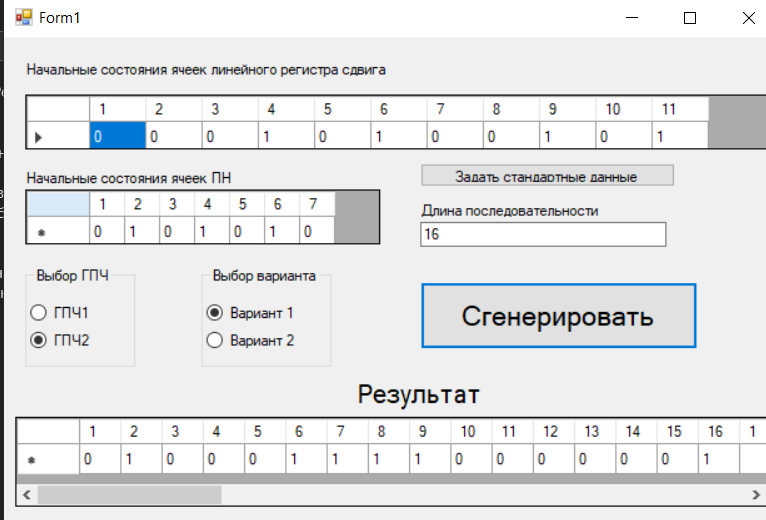 Form1
Начальные состояния ячеек линейного регистра сдвига
1 2 3 4 5 6 7 8 9 10 11
0 0 0 1 0 1 0 0 1 0 1
Начальные состояния ячеек ПН
1 2 3 4 5 6 7
0 1 0 1 0 1 0
Задать стандартные данные
Длина последовательности
16
Выбор ГПЧ
ГПЧ1
ГПЧ2
Выбор варианта
Вариант 1
Вариант 2
Сгенерировать
Результат
1 2 3 4 5 6 7 8 9 10 11 12 13 14 15 16 1
0 1 0 0 0 1 1 1 1 0 0 0 0 0 0 1